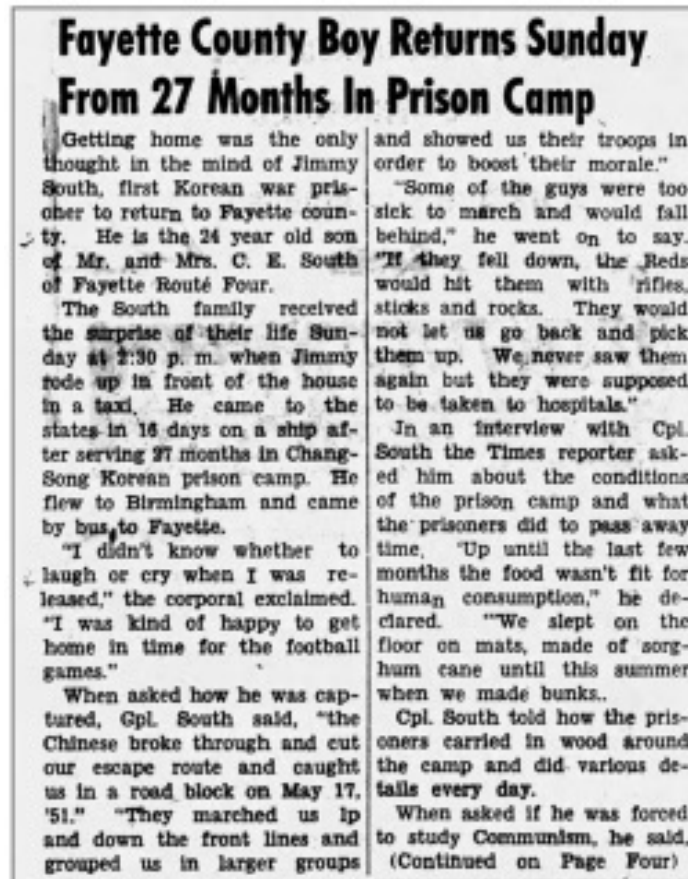 Fayette County Boy Returns Sunday
From 27 Months In Prison Camp
Getting home was the only
thought in the mind of Jimmy
South, first Korean war pris-
oner to return to Fayette coun-
ty. He is the 24 year old son
of Mr. and Mrs. C. E. South
of Fayette Routé Four.
The South family received
the surprise of their life Sun-
day at 2:30 p. m. when Jimmy
rode up in front of the house
in a taxi. He came to the
states in 16 days on a ship af-
ter serving 27 months in Chang-
Song Korean prison camp. He
flew to Birmingham and came
by bus to Fayette.
"I didn't know whether to
laugh or cry when I was re-
leased," the corporal exclaimed.
"I was kind of happy to get
home in time for the football
games."
When asked how he was cap-
tured, Gpl. South said, "the
Chinese broke through and cut
our escape route and caught
us in a road block on May 17,
'51." "They marched us lp
and down the front lines and
grouped us in larger groups
and showed us their troops in
order to boost their morale."
"Some of the guys were too
sick to march and would fall
behind," he went on to say.
"If they fell down, the Reds
would hit them with rifles,
sticks and rocks. They would
not let us go back and pick
them up. We never saw them
again but they were supposed
to be taken to hospitals."
In an interview with Cpl.
South the Times reporter ask-
ed him about the conditions
of the prison camp and what
the prisoners did to pass away
time, "Up until the last few
months the food wasn't fit for
human consumption," he de-
clared. "We slept on the
floor on mats, made of sorg-
hum cane until this summer
when we made bunks..
Cpl. South told how the pris-
oners carried in wood around
the camp and did various de-
tails every day.
When asked if he was forced
to study Communism, he said,
(Continued on Page Four)